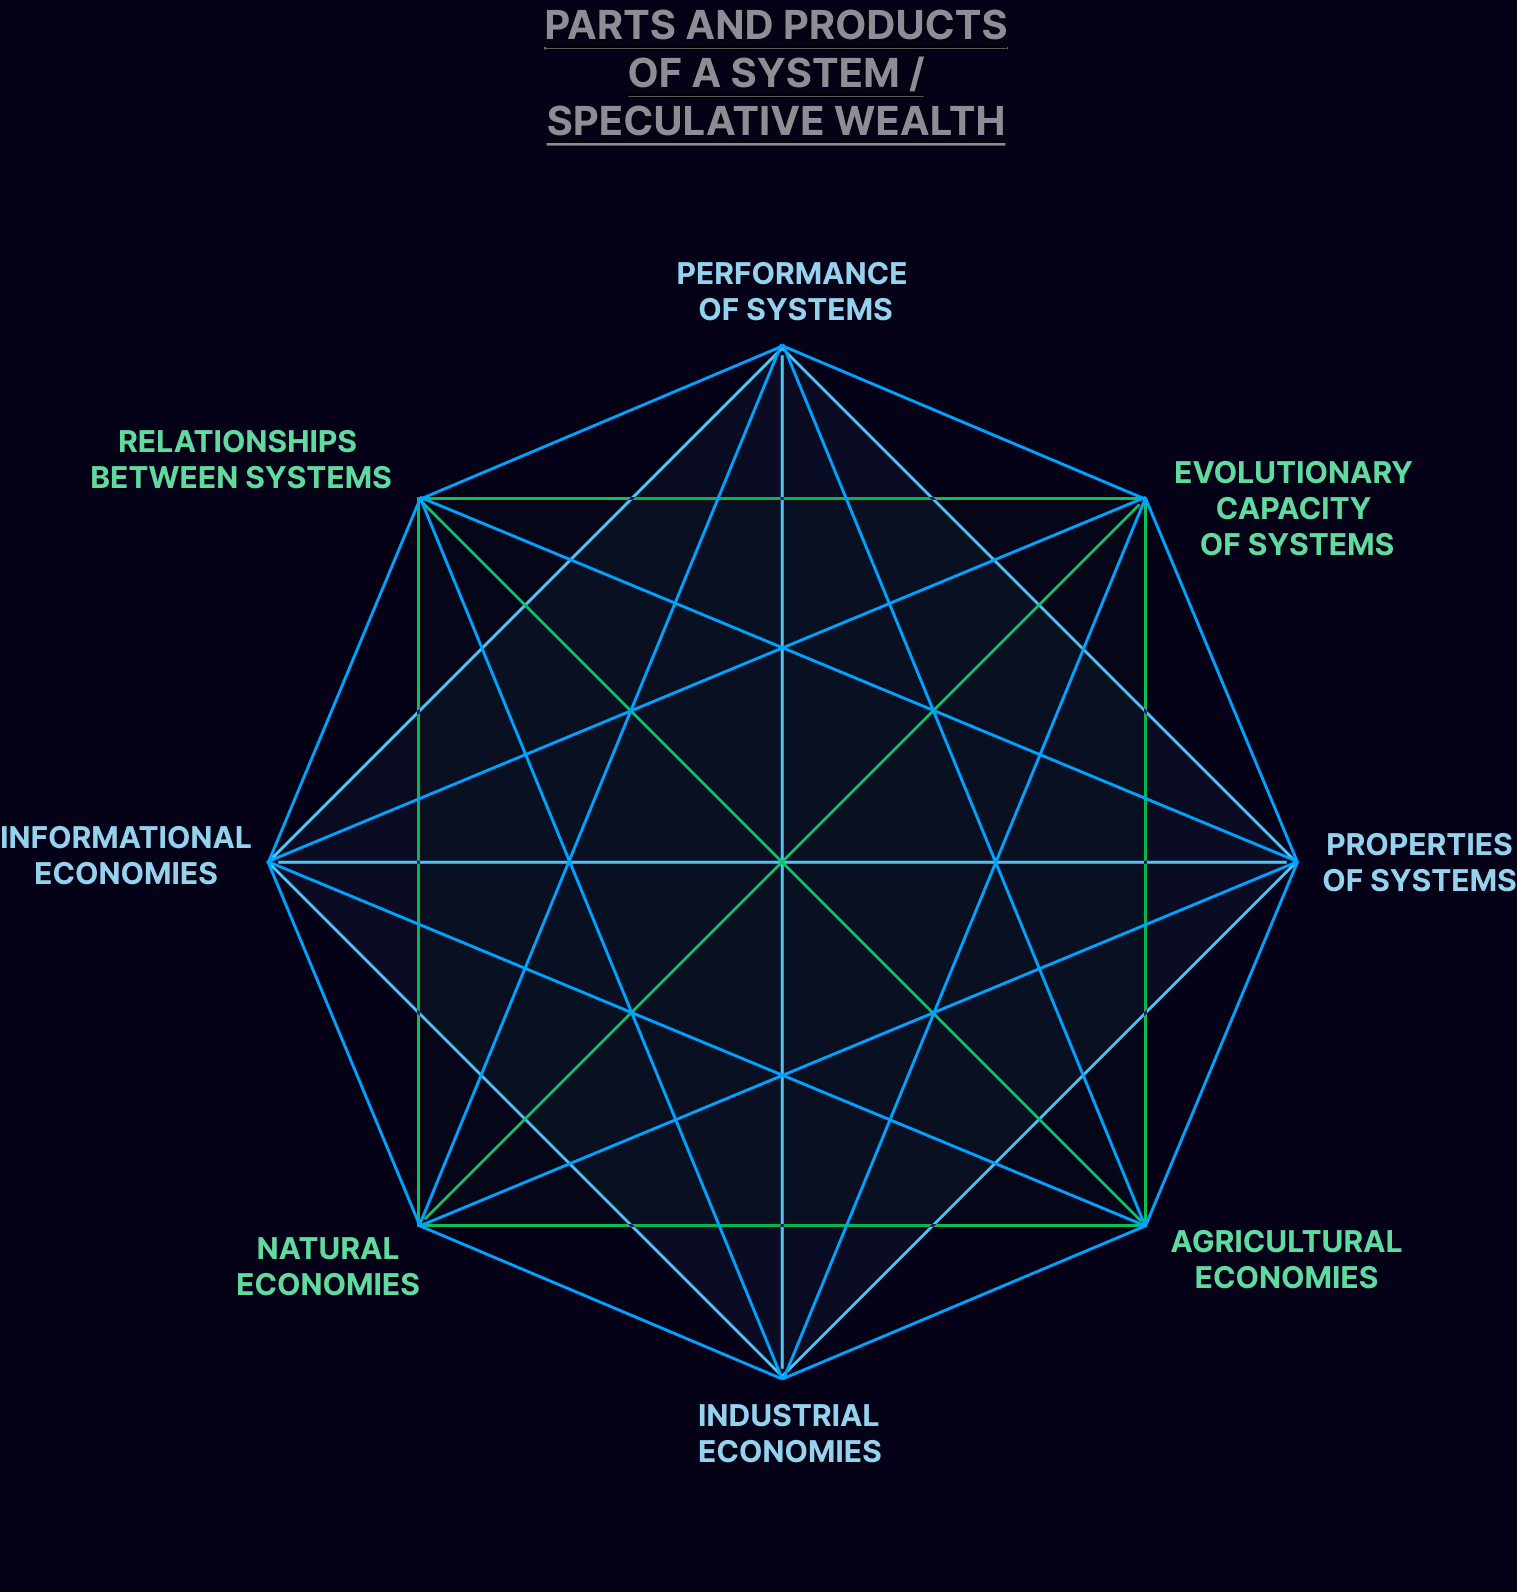 PARTS AND PRODUCTS
OF A SYSTEM /
SPECULATIVE WEALTH
PERFORMANCE
OF SYSTEMS
RELATIONSHIPS
BETWEEN SYSTEMS
EVOLUTIONARY
CAPACITY
OF SYSTEMS
INFORMATIONAL
ECONOMIES
PROPERTIES
OF SYSTEMS
NATURAL
ECONOMIES
AGRICULTURAL
ECONOMIES
INDUSTRIAL
ECONOMIES